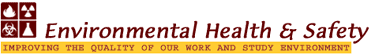 Environmental Health & Safety
IMPROVING THE QUALITY OF OUR WORK AND STUDY ENVIRONMENT